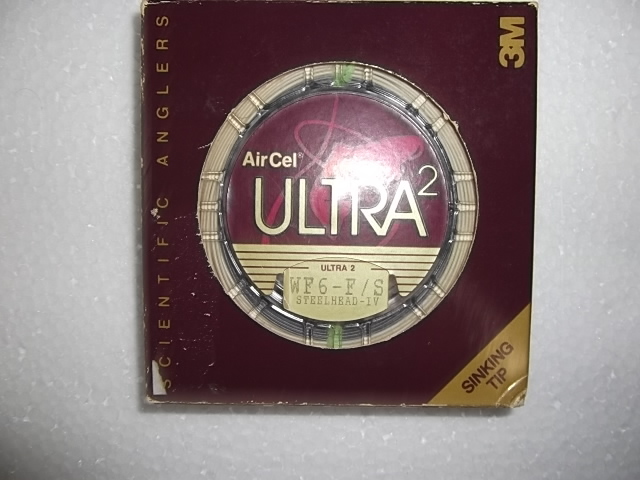 SCIENTIFIC ANGLERS
3M
AirCel®
ULTRA²
ULTRA 2
WF6-F/S
STEELHEAD-IV
SINKING
TIP